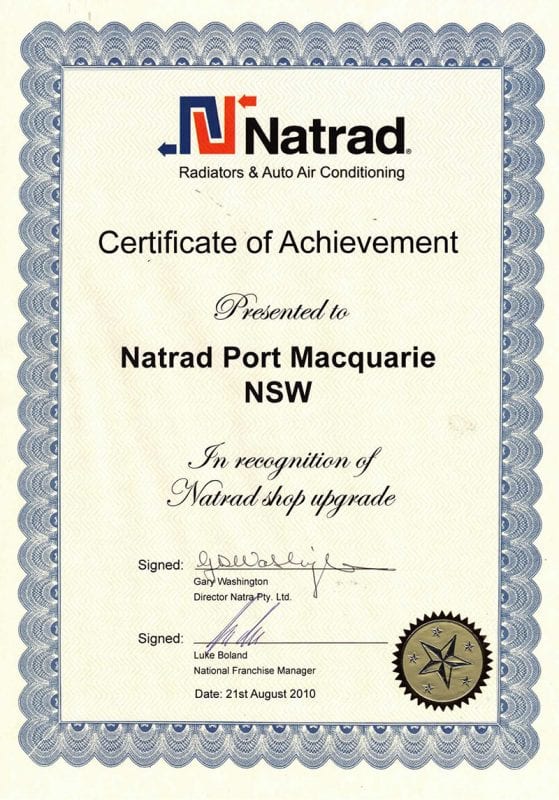 Natrad®
Radiators & Auto Air Conditioning
Certificate of Achievement
Presented to
Natrad Port Macquarie
NSW
In recognition of
Natrad shop upgrade
Signed: GDWashington
Gary Washington
Director Natra Pty. Ltd.
Signed:
Luke Boland
National Franchise Manager
Date: 21st August 2010